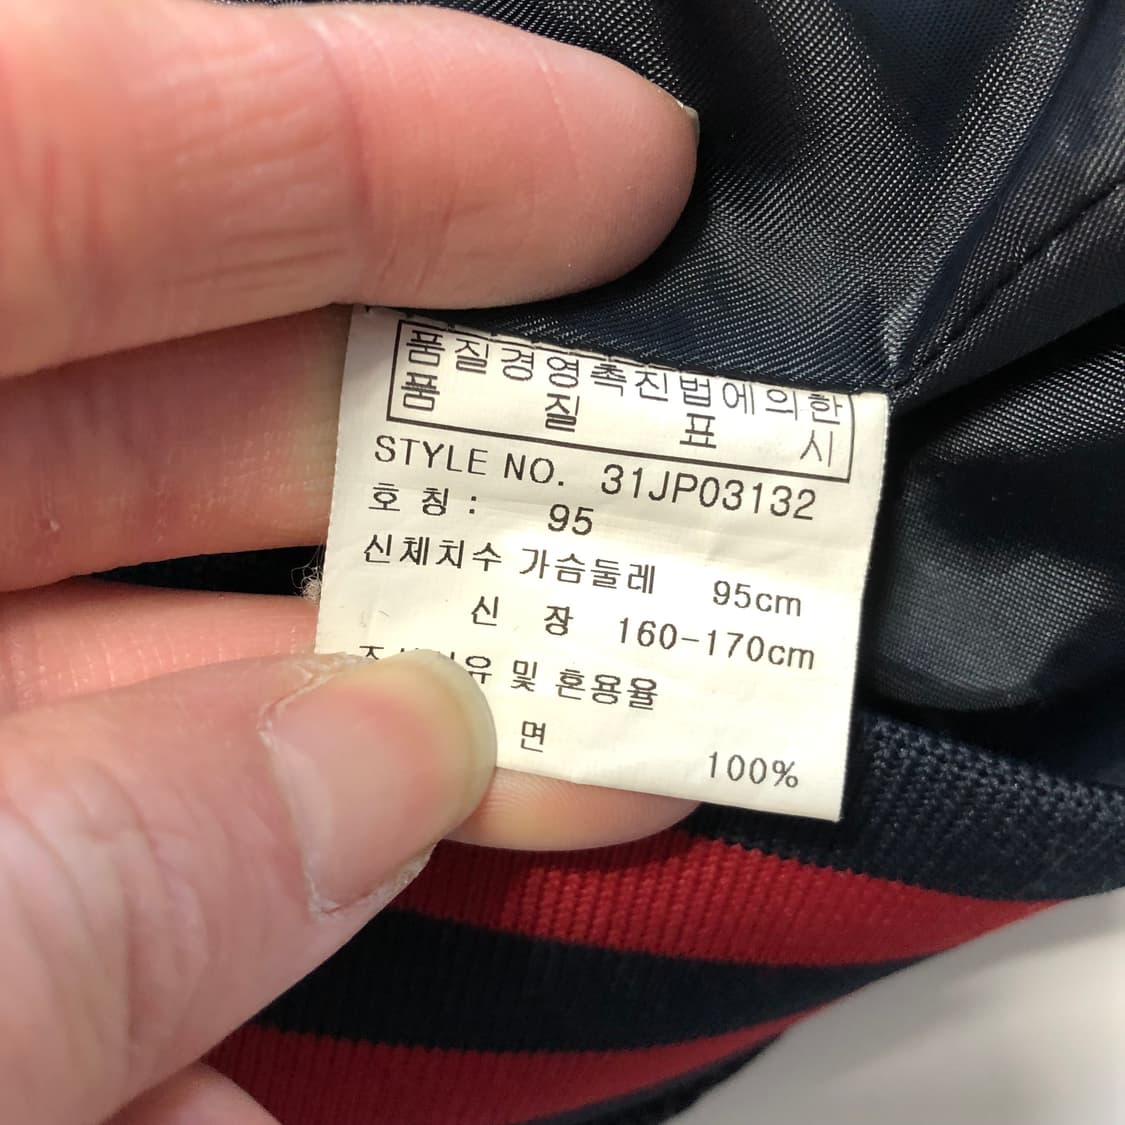 품질경영촉진법에의한
품 질 표 시
STYLE NO. 31JP03132
호 칭 : 95
신체치수 가슴둘레 95cm
신 장 160-170cm
및 혼용율
면 100%